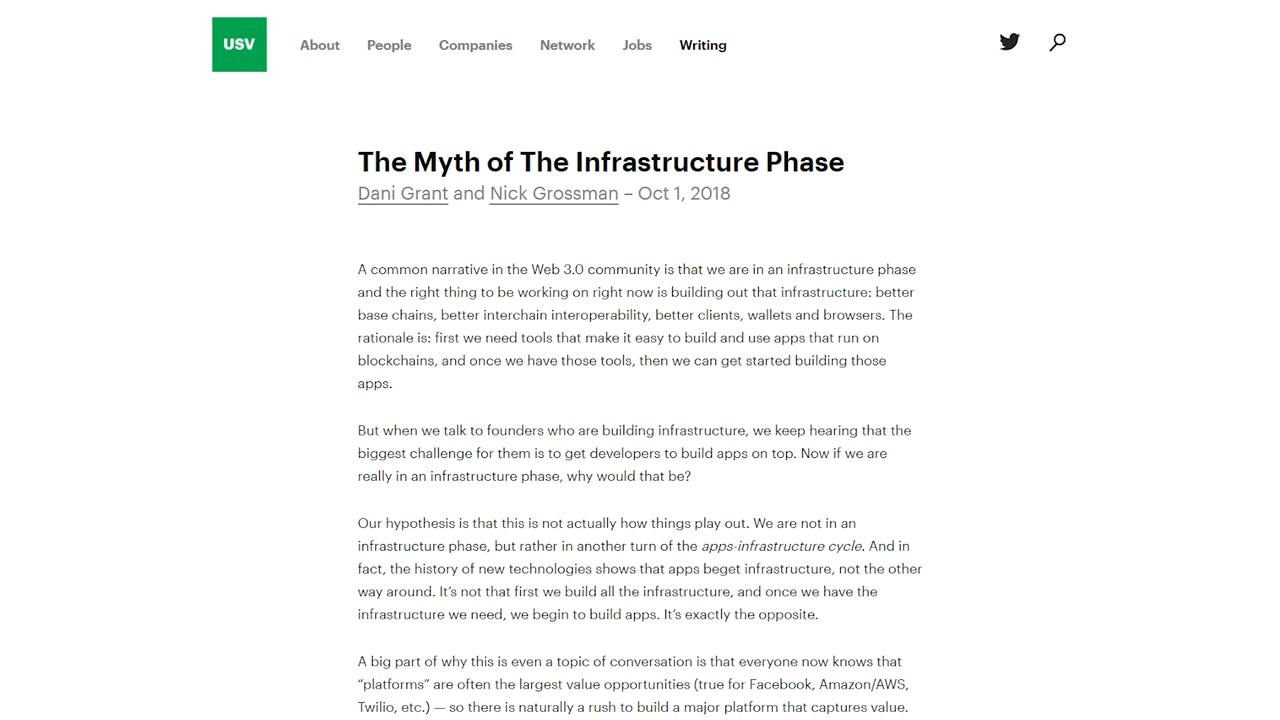 USV
About People Companies Network Jobs Writing
The Myth of The Infrastructure Phase
Dani Grant and Nick Grossman – Oct 1, 2018
A common narrative in the Web 3.0 community is that we are in an infrastructure phase
and the right thing to be working on right now is building out that infrastructure: better
base chains, better interchain interoperability, better clients, wallets and browsers. The
rationale is: first we need tools that make it easy to build and use apps that run on
blockchains, and once we have those tools, then we can get started building those
apps.
But when we talk to founders who are building infrastructure, we keep hearing that the
biggest challenge for them is to get developers to build apps on top. Now if we are
really in an infrastructure phase, why would that be?
Our hypothesis is that this is not actually how things play out. We are not in an
infrastructure phase, but rather in another turn of the apps-infrastructure cycle. And in
fact, the history of new technologies shows that apps beget infrastructure, not the other
way around. It’s not that first we build all the infrastructure, and once we have the
infrastructure we need, we begin to build apps. It’s exactly the opposite.
A big part of why this is even a topic of conversation is that everyone now knows that
“platforms” are often the largest value opportunities (true for Facebook, Amazon/AWS,
Twilio, etc.) — so there is naturally a rush to build a major platform that captures value.